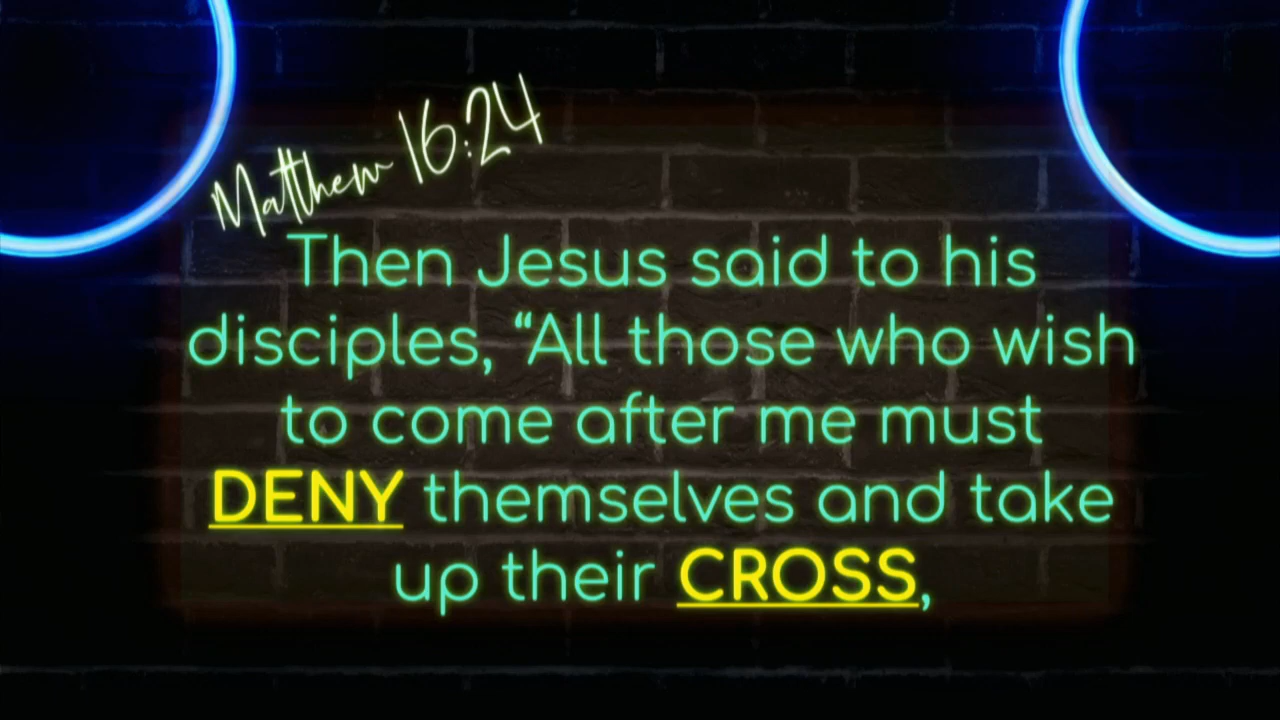 Matthew 16:24
Then Jesus said to his
disciples, “All those who wish
to come after me must
DENY themselves and take
up their CROSS,